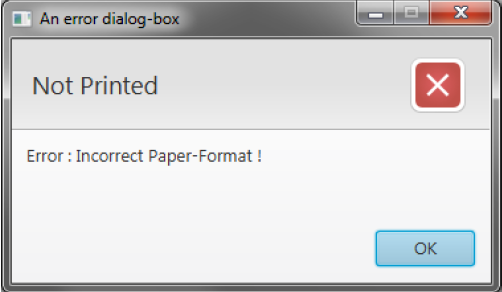 An error dialog-box
Not Printed
Error : Incorrect Paper-Format !
OK